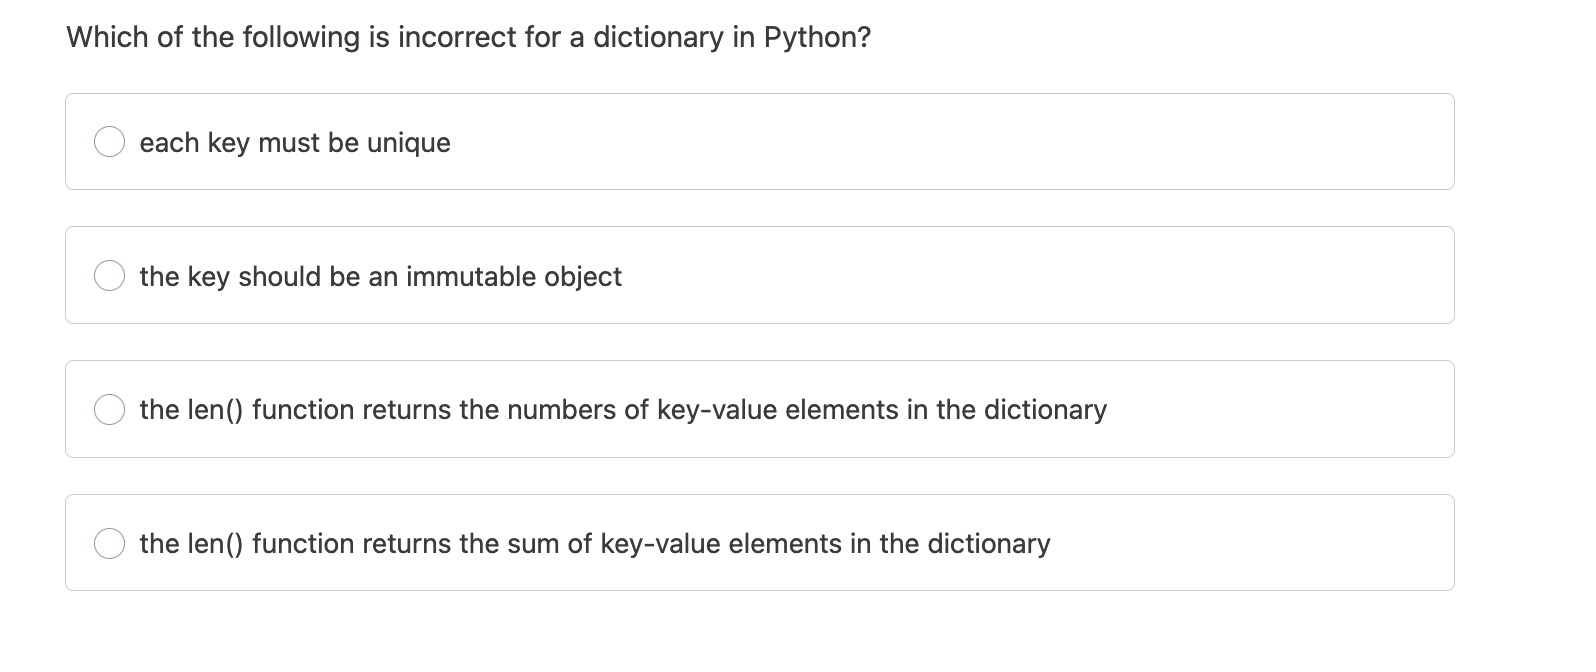 Which of the following is incorrect for a dictionary in Python?
each key must be unique
the key should be an immutable object
the len() function returns the numbers of key-value elements in the dictionary
the len() function returns the sum of key-value elements in the dictionary